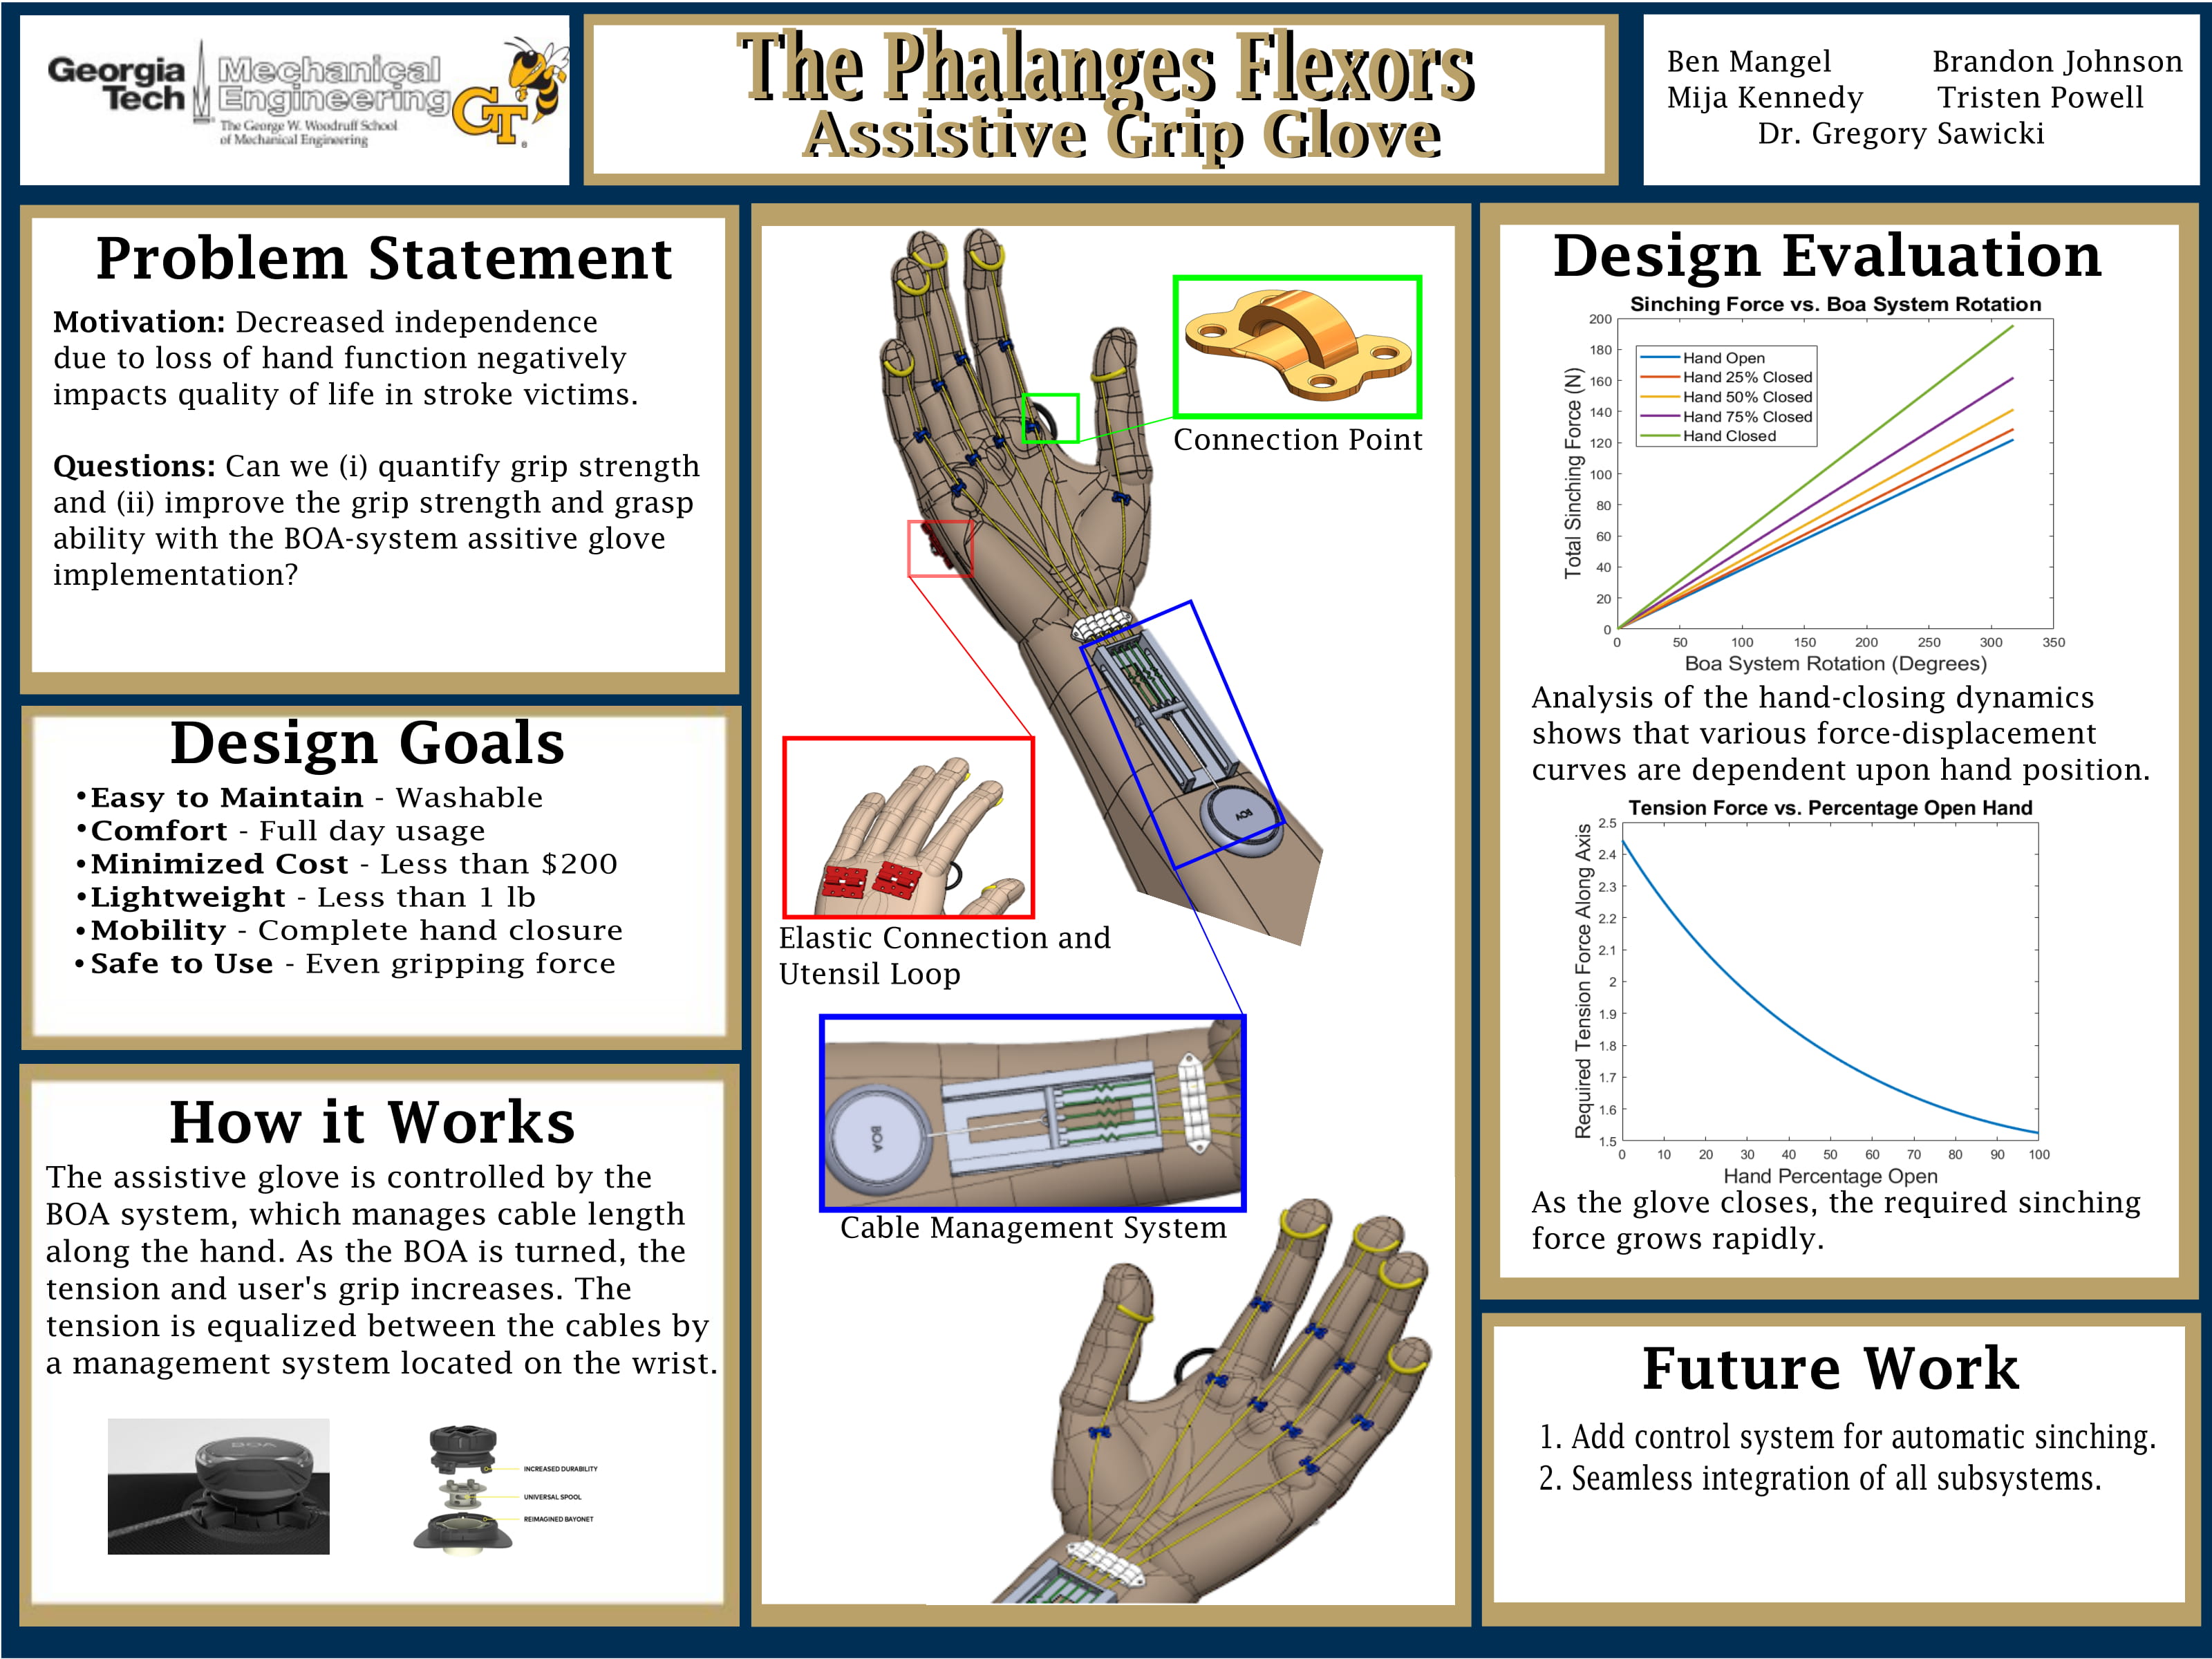 Georgia Tech
Mechanical Engineering
The George W. Woodruff School
of Mechanical Engineering
GT
The Phalanges Flexors
Assistive Grip Glove
Ben Mangel Brandon Johnson
Mija Kennedy Tristen Powell
Dr. Gregory Sawicki
Problem Statement
Motivation: Decreased independence
due to loss of hand function negatively
impacts quality of life in stroke victims.
Questions: Can we (i) quantify grip strength
and (ii) improve the grip strength and grasp
ability with the BOA-system assitive glove
implementation?
Design Goals
•Easy to Maintain - Washable
•Comfort - Full day usage
•Minimized Cost - Less than $200
•Lightweight - Less than 1 lb
•Mobility - Complete hand closure
•Safe to Use - Even gripping force
How it Works
The assistive glove is controlled by the
BOA system, which manages cable length
along the hand. As the BOA is turned, the
tension and user's grip increases. The
tension is equalized between the cables by
a management system located on the wrist.
BOA
INCREASED DURABILITY
UNIVERSAL SPOOL
REIMAGINED BAYONET
Connection Point
BOA
Elastic Connection and
Utensil Loop
BOA
Cable Management System
Design Evaluation
Sinching Force vs. Boa System Rotation
Total Sinching Force (N)
200
180
160
140
120
100
80
60
40
20
0
Hand Open
Hand 25% Closed
Hand 50% Closed
Hand 75% Closed
Hand Closed
0 50 100 150 200 250 300 350
Boa System Rotation (Degrees)
Analysis of the hand-closing dynamics
shows that various force-displacement
curves are dependent upon hand position.
Tension Force vs. Percentage Open Hand
Required Tension Force Along Axis
2.5
2.4
2.3
2.2
2.1
2
1.9
1.8
1.7
1.6
1.5
0 10 20 30 40 50 60 70 80 90 100
Hand Percentage Open
As the glove closes, the required sinching
force grows rapidly.
Future Work
1. Add control system for automatic sinching.
2. Seamless integration of all subsystems.